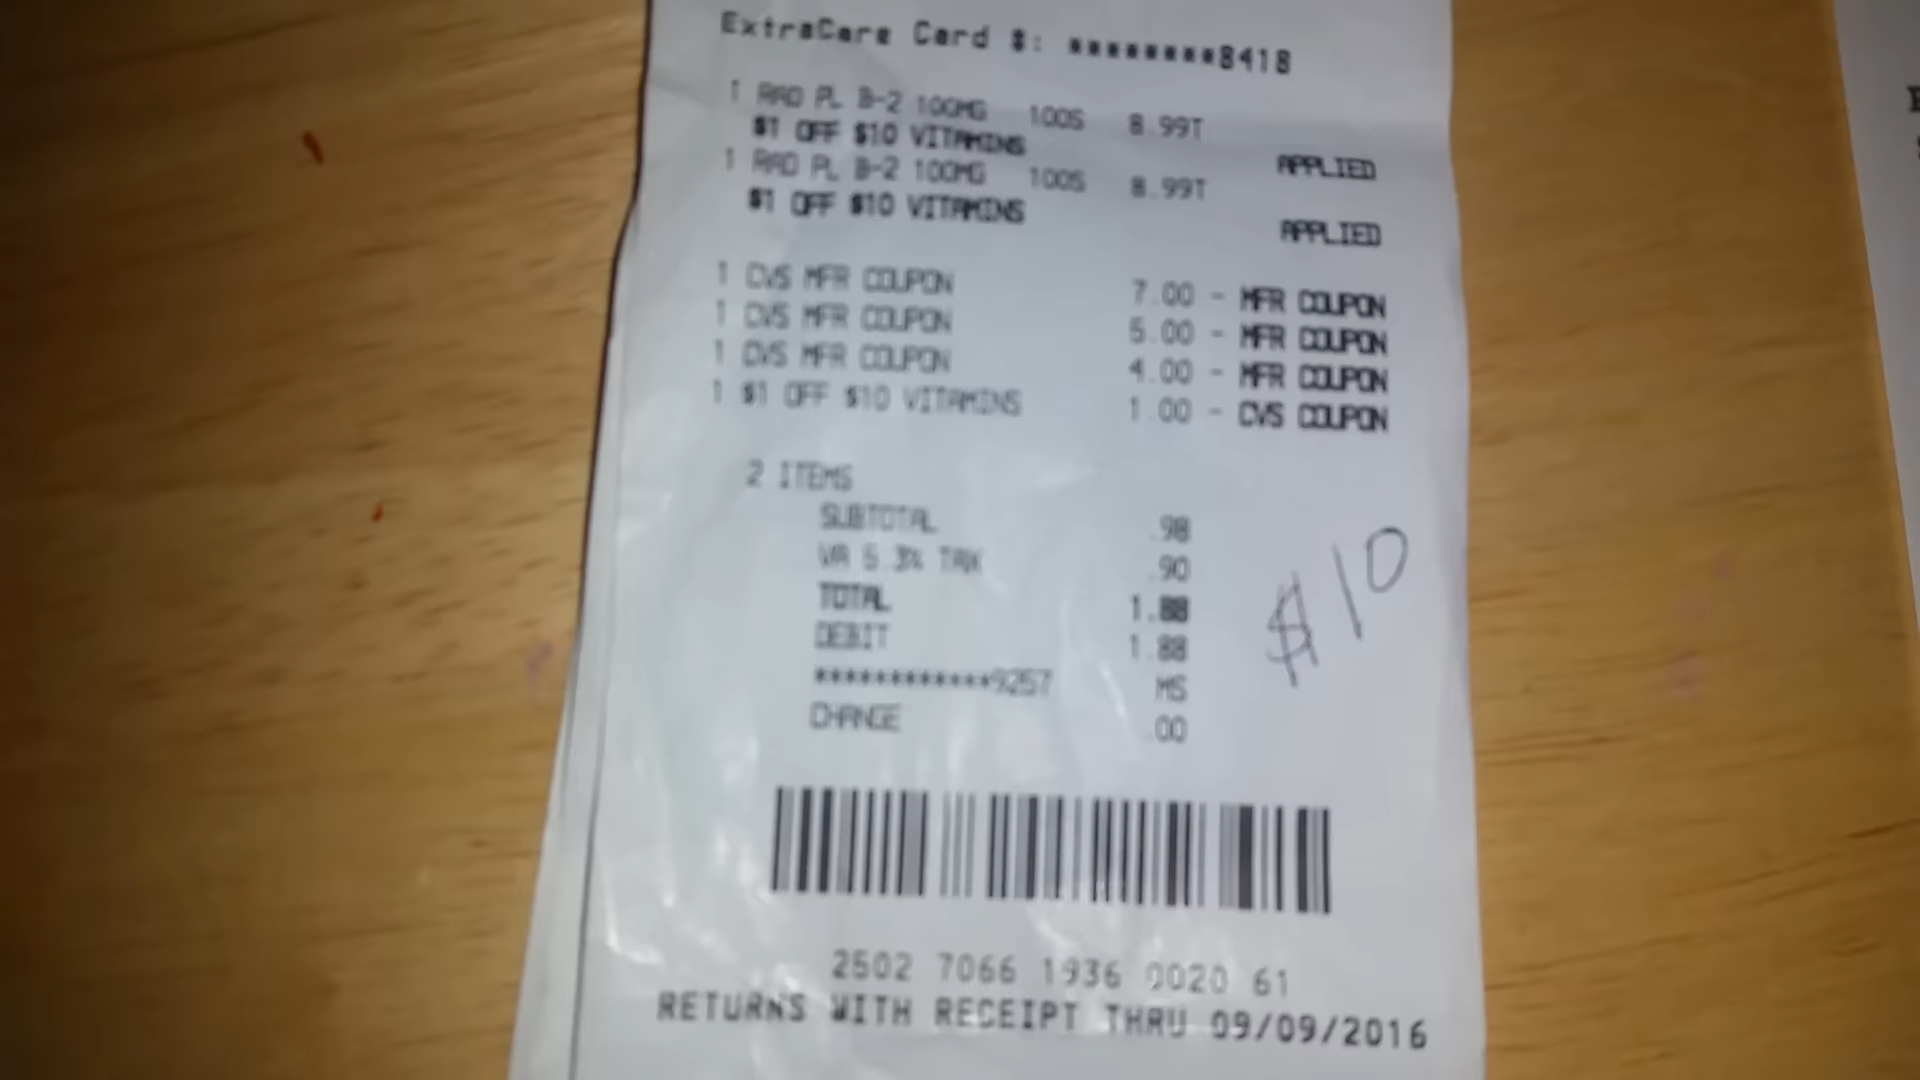 ExtraCare Card #: ********8418
1 RAD PL B-2 100MG 100S 8.99T
$1 OFF $10 VITAMINS APPLIED
1 RAD PL B-2 100MG 100S 8.99T
$1 OFF $10 VITAMINS APPLIED
1 CVS MFR COUPON 7.00 - MFR COUPON
1 CVS MFR COUPON 5.00 - MFR COUPON
1 CVS MFR COUPON 4.00 - MFR COUPON
1 $1 OFF $10 VITAMINS 1.00 - CVS COUPON
2 ITEMS
SUBTOTAL .98
VA 5.3% TAX .90
TOTAL 1.88
DEBIT 1.88
************9257 MS
CHANGE .00
$10
2502 7066 1936 0020 61
RETURNS WITH RECEIPT THRU 09/09/2016